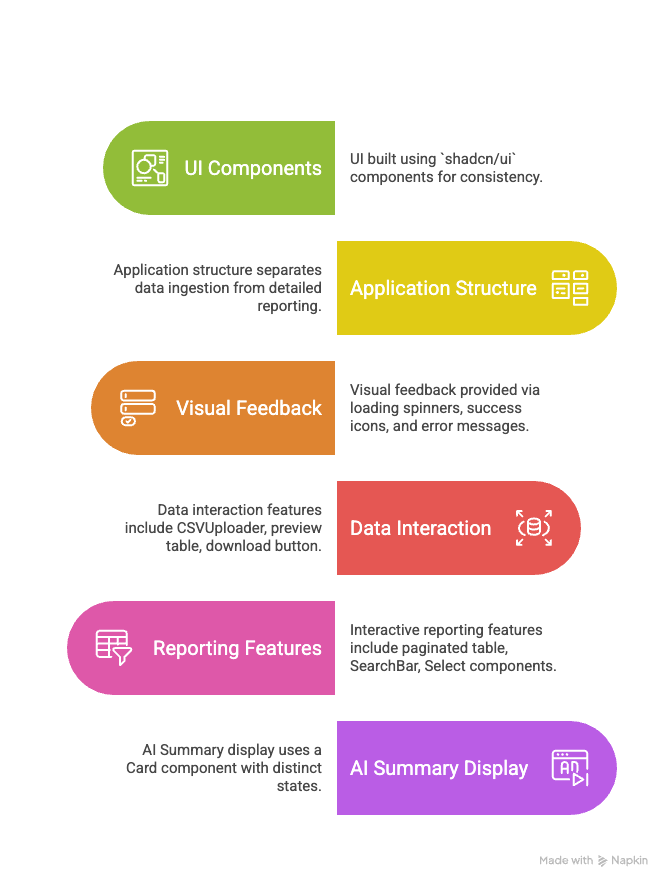 UI Components
UI built using `shadcn/ui`
components for consistency.
Application structure separates
data ingestion from detailed
reporting.
Application Structure
Visual Feedback
Visual feedback provided via
loading spinners, success
icons, and error messages.
Data interaction features
include CSVUploader, preview
table, download button.
Data Interaction
Reporting Features
Interactive reporting features
include paginated table,
SearchBar, Select components.
AI Summary display uses a
Card component with distinct
states.
AI Summary Display
Made with Napkin